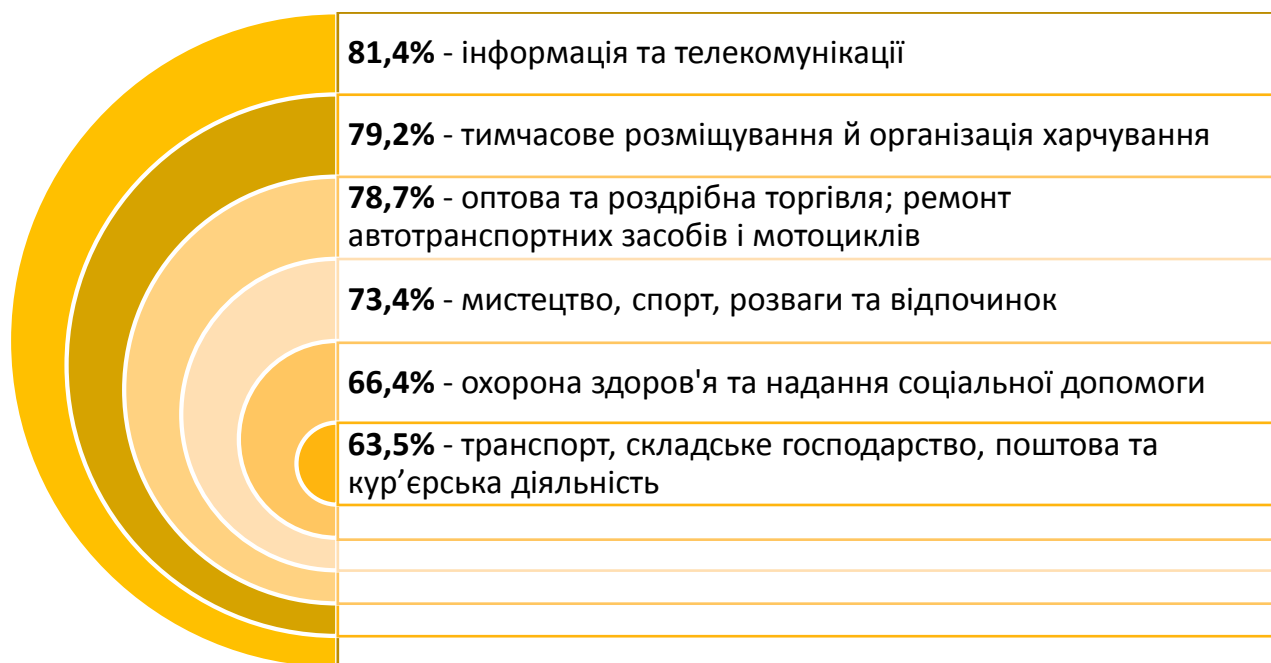 81,4% - інформація та телекомунікації
79,2% - тимчасове розміщування й організація харчування
78,7% - оптова та роздрібна торгівля; ремонт
автотранспортних засобів і мотоциклів
73,4% - мистецтво, спорт, розваги та відпочинок
66,4% - охорона здоров'я та надання соціальної допомоги
63,5% - транспорт, складське господарство, поштова та
кур’єрська діяльність